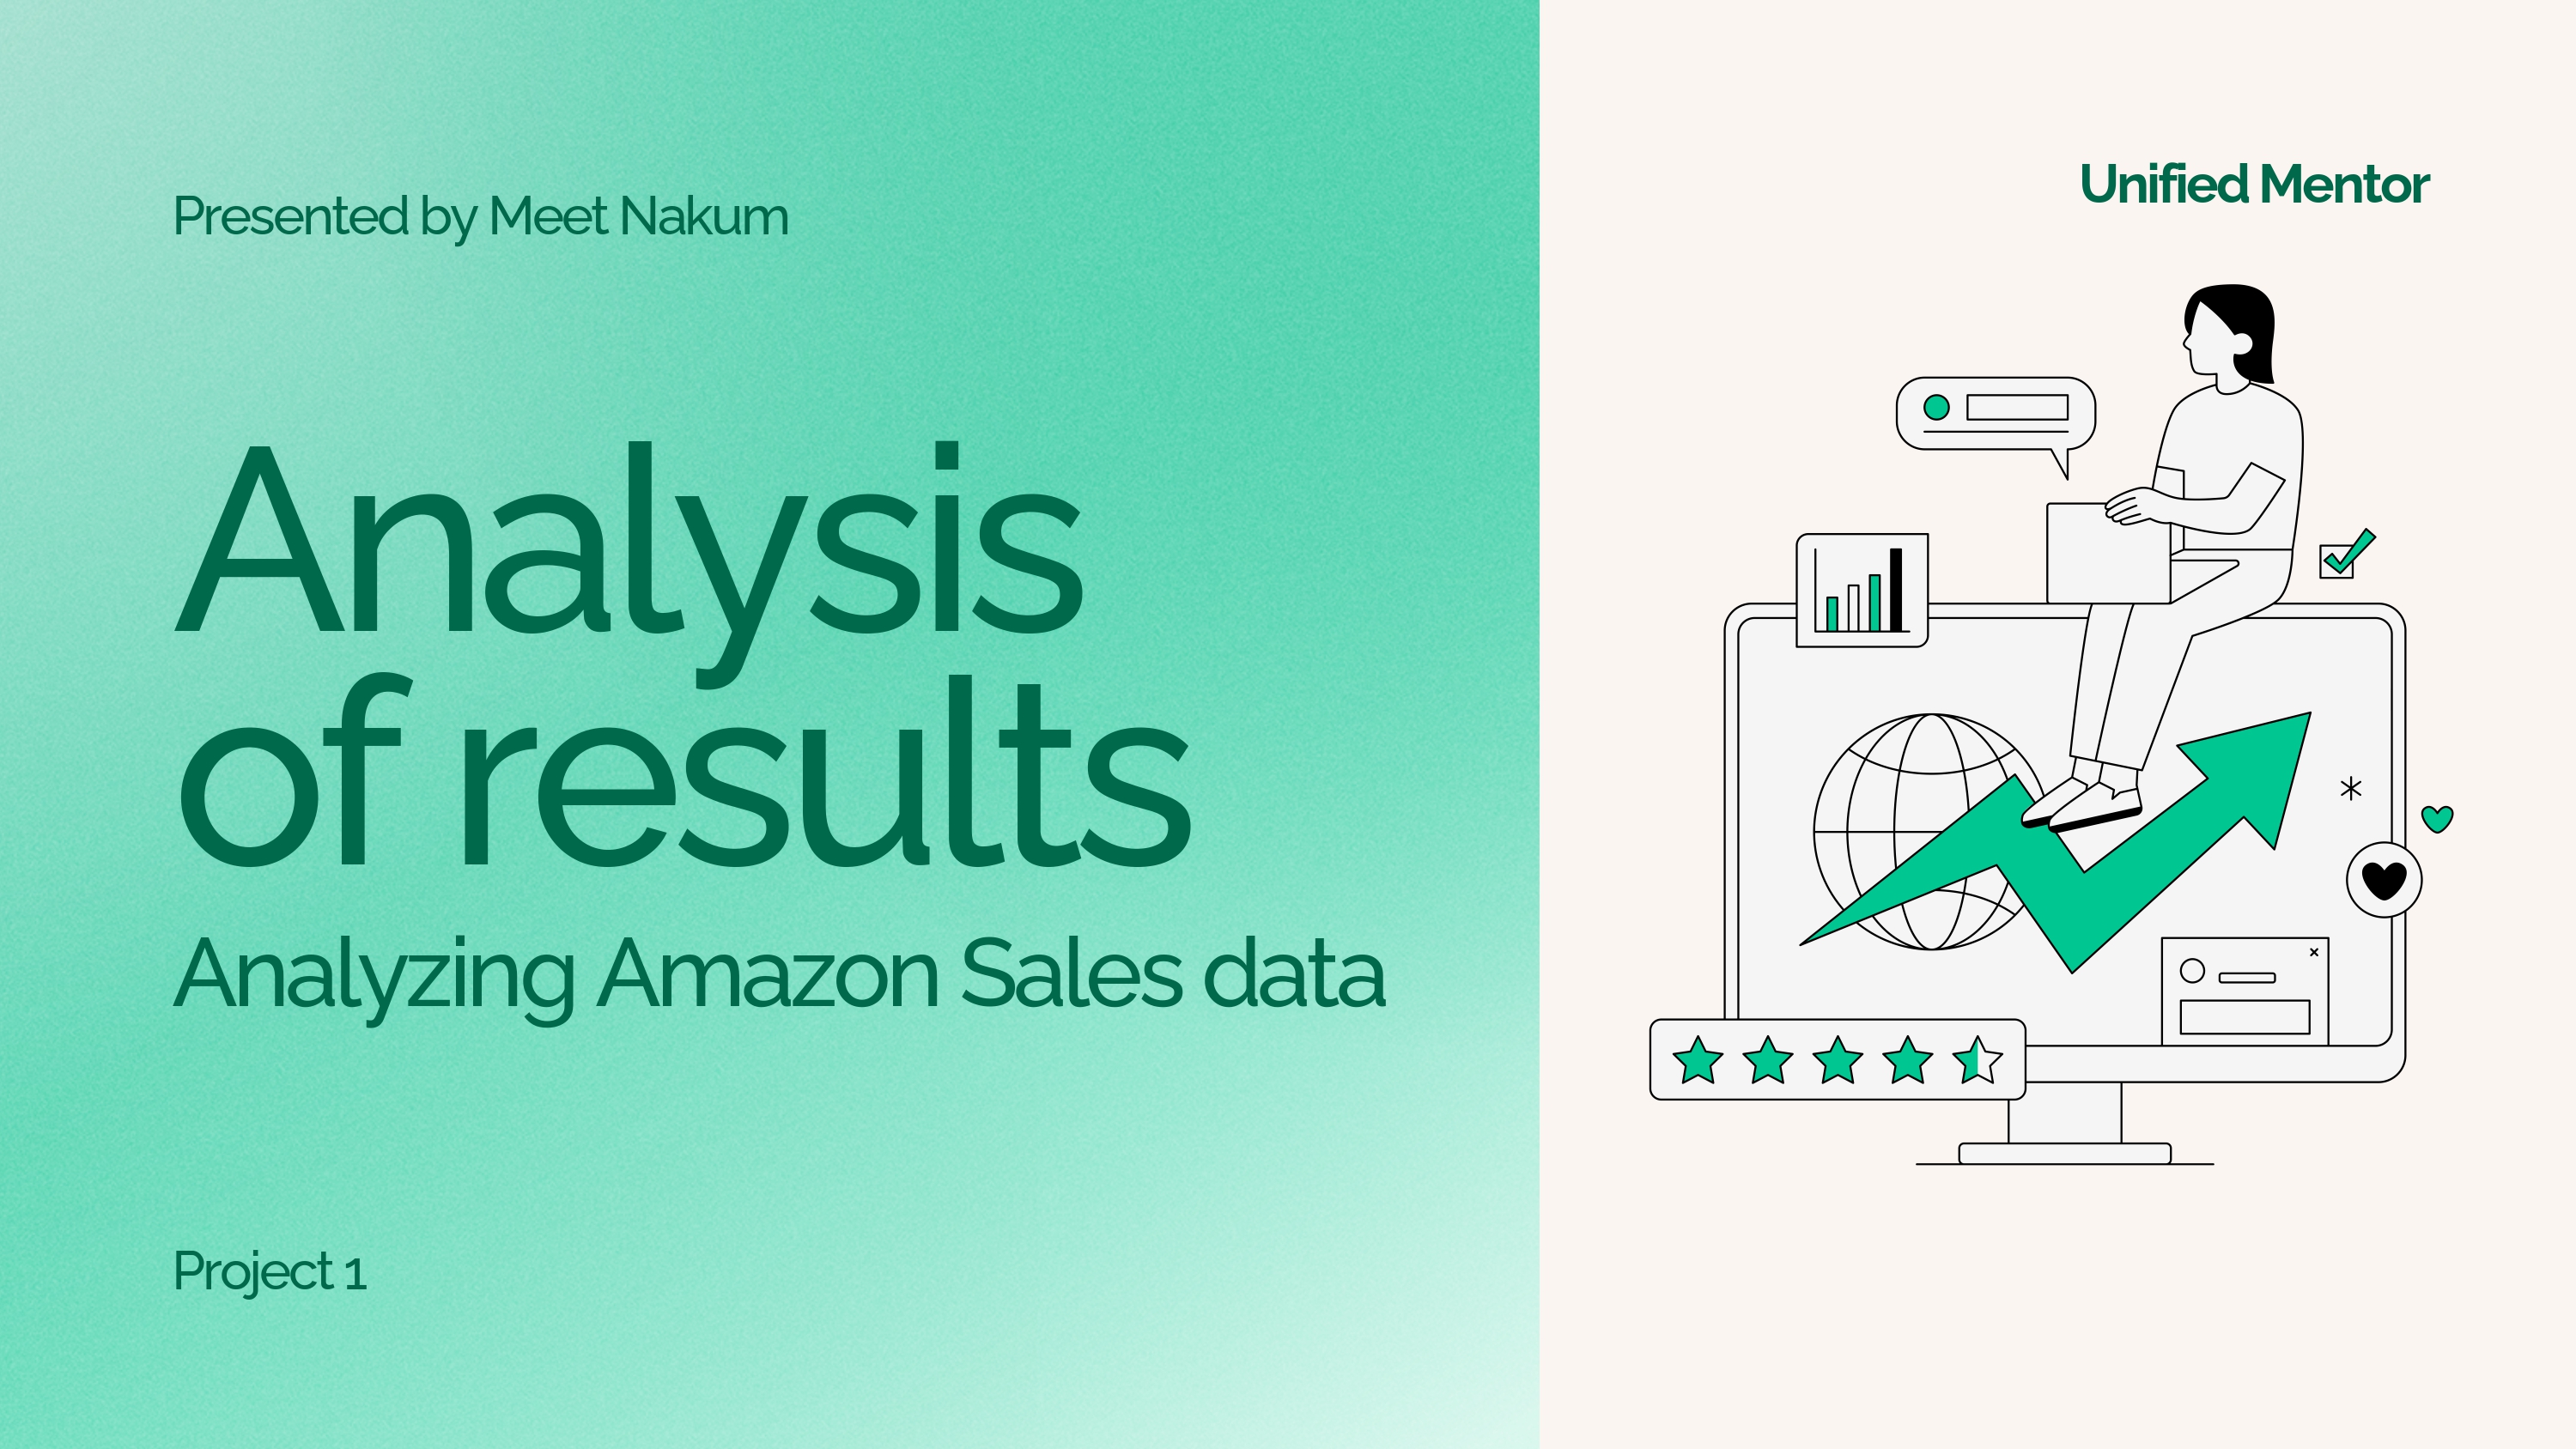 Presented by Meet Nakum
Unified Mentor
Analysis
of results
Analyzing Amazon Sales data
Project 1